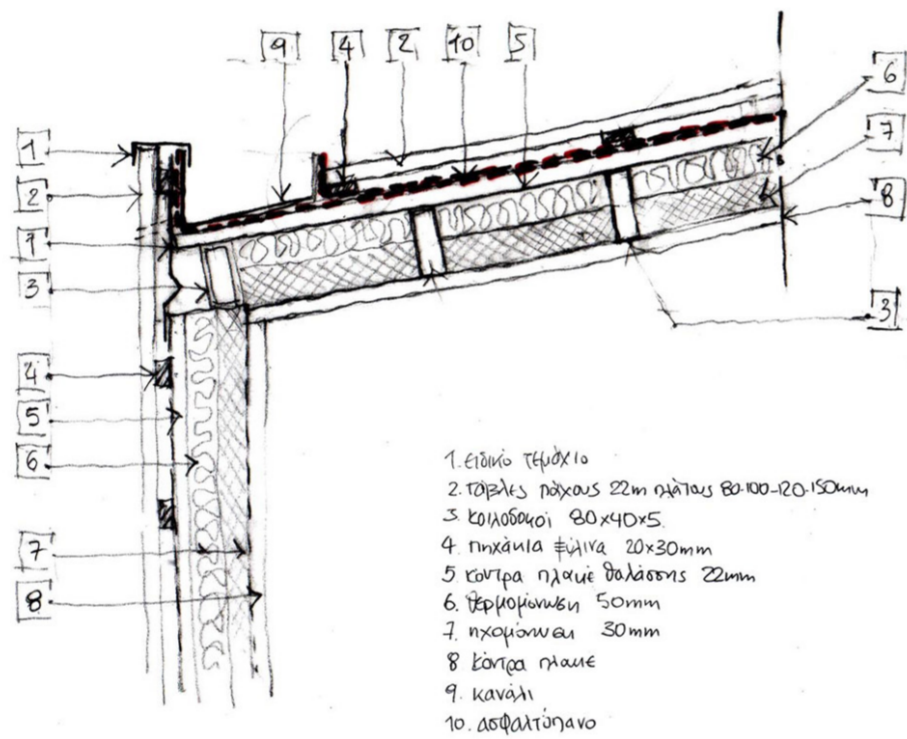 9 4 2 10 5
6
1
7
2
8
1
3
3
4
5
6
7
8
1. ειδικό τεμάχιο
2. τάβλες πάχους 22m πλάτους 80-100-120-150mm
3 κοιλοδοκοί 80x40x5.
4. πηχάκια ξύλινα 20x30mm
5 κόντρα πλακέ θαλάσσης 22mm
6. θερμομόνωση 50mm
7. ηχομόνωση 30mm
8 κόντρα πλακέ
9. κανάλι
10. ασφαλτόπανο